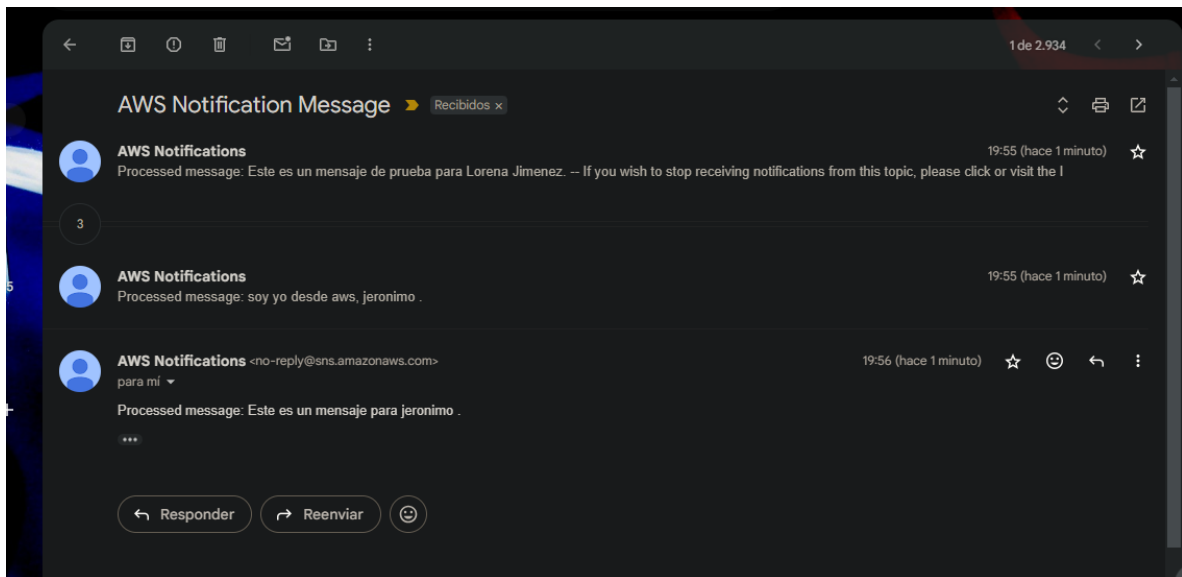 1 de 2.934
AWS Notification Message Recibidos ×
AWS Notifications 19:55 (hace 1 minuto)
Processed message: Este es un mensaje de prueba para Lorena Jimenez. -- If you wish to stop receiving notifications from this topic, please click or visit the l
3
AWS Notifications 19:55 (hace 1 minuto)
Processed message: soy yo desde aws, jeronimo .
AWS Notifications <no-reply@sns.amazonaws.com> 19:56 (hace 1 minuto)
para mí
Processed message: Este es un mensaje para jeronimo .
Responder Reenviar
5